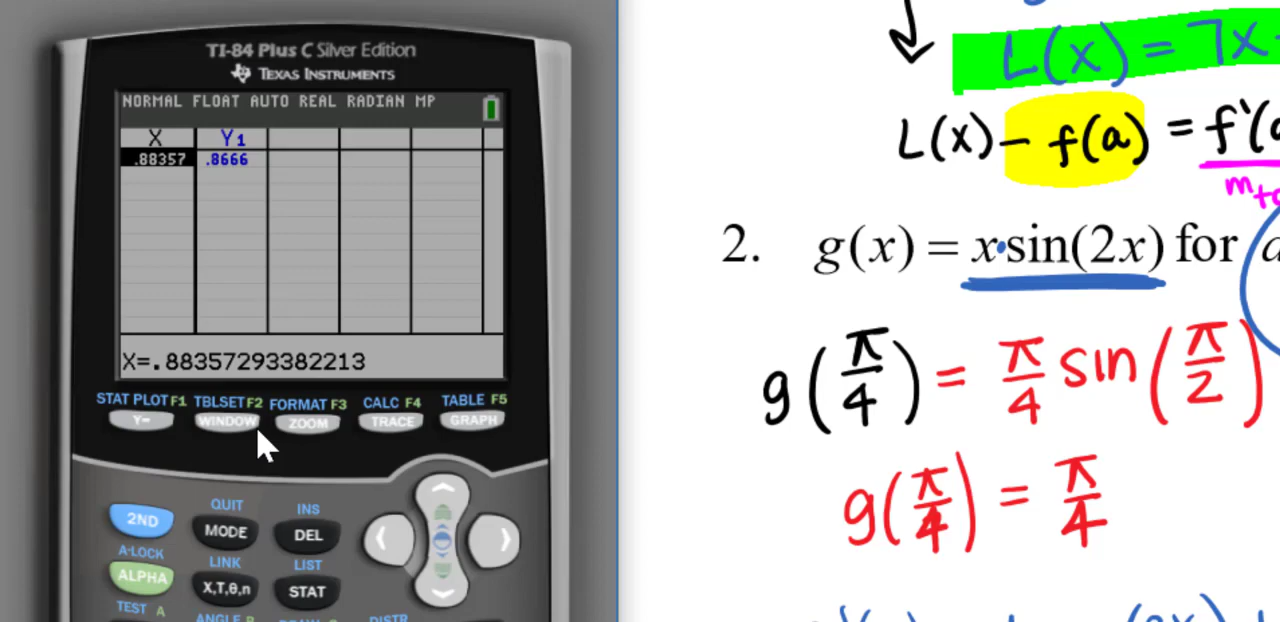 TI-84 Plus C Silver Edition
TEXAS INSTRUMENTS
NORMAL FLOAT AUTO REAL RADIAN MP
X Y1
.88357 .8666
X=.88357293382213
STAT PLOT F1 TBLSET F2 FORMAT F3 CALC F4 TABLE F5
Y= WINDOW ZOOM TRACE GRAPH
QUIT INS
2ND MODE DEL
A-LOCK LINK LIST
ALPHA X,T,θ,n STAT
TEST A DISTR
L(x) = 7x
L(x) - f(a) = f'(a
m
2. g(x) = x·sin(2x) for
g(π/4) = π/4 sin(π/2)
g(π/4) = π/4